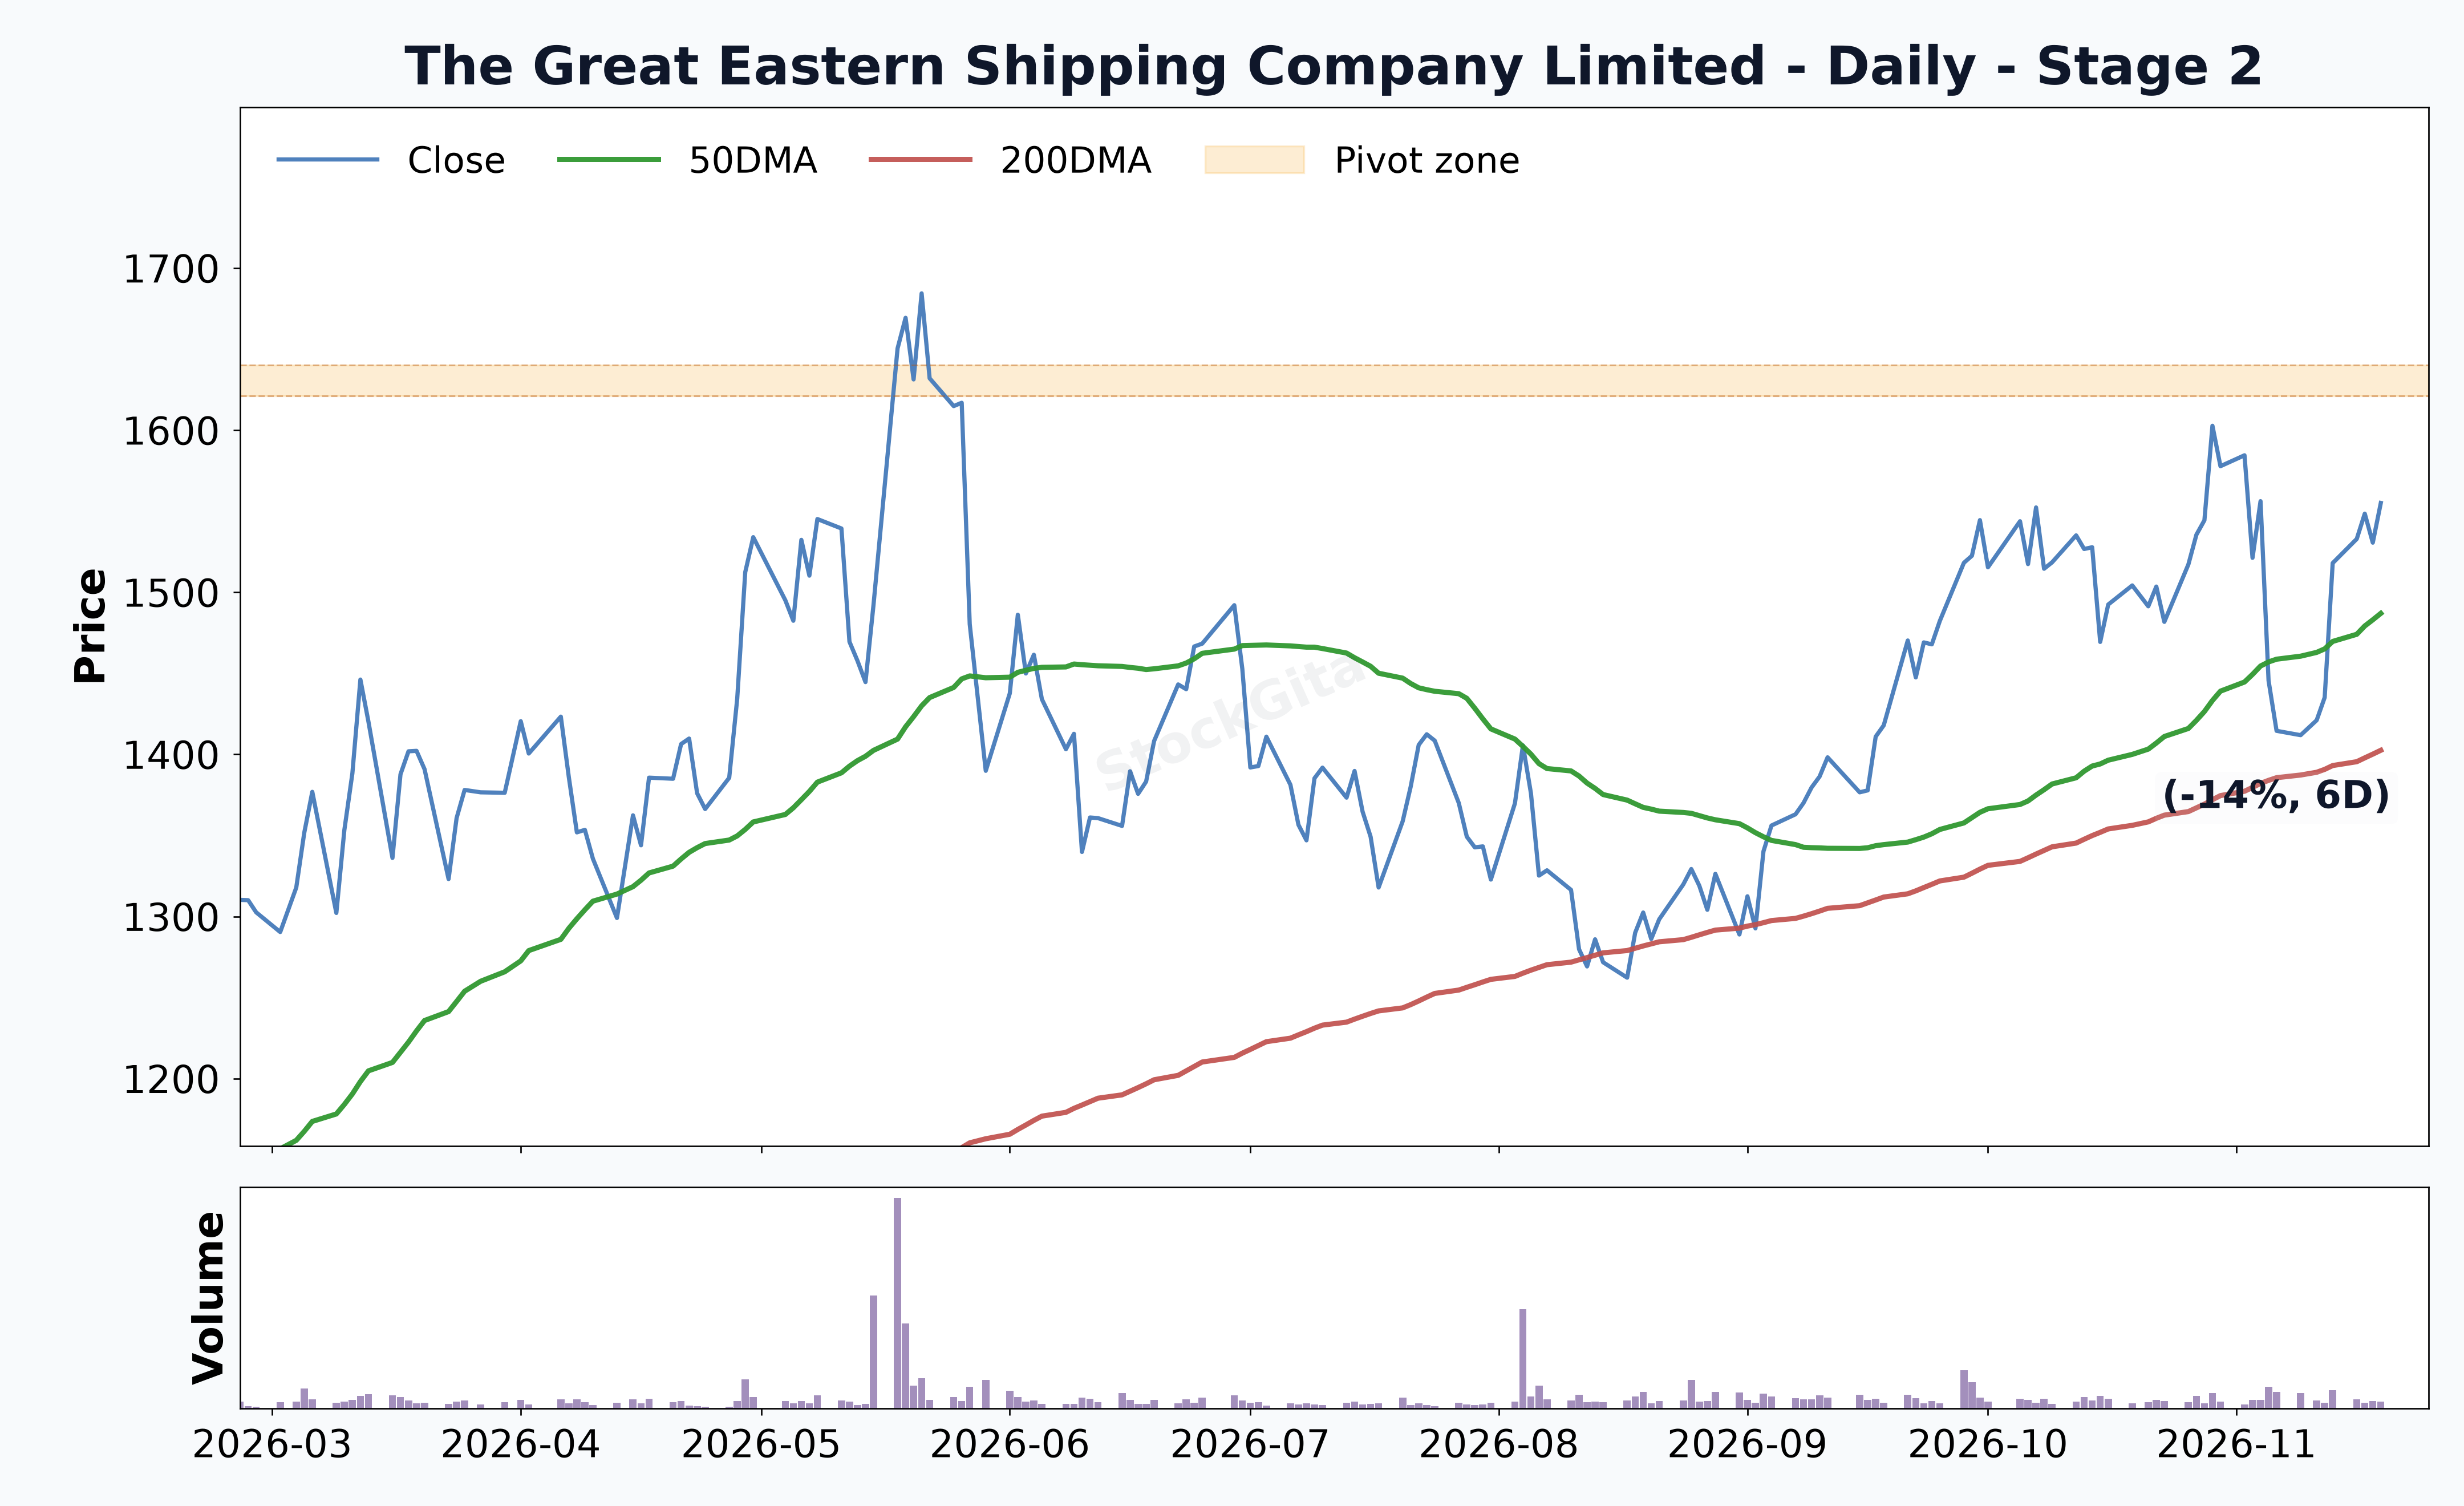 The Great Eastern Shipping Company Limited - Daily - Stage 2
Close 50DMA 200DMA Pivot zone
Price
1700
1600
1500
1400
1300
1200
StockGita
(-14%, 6D)
Volume
2026-03 2026-04 2026-05 2026-06 2026-07 2026-08 2026-09 2026-10 2026-11